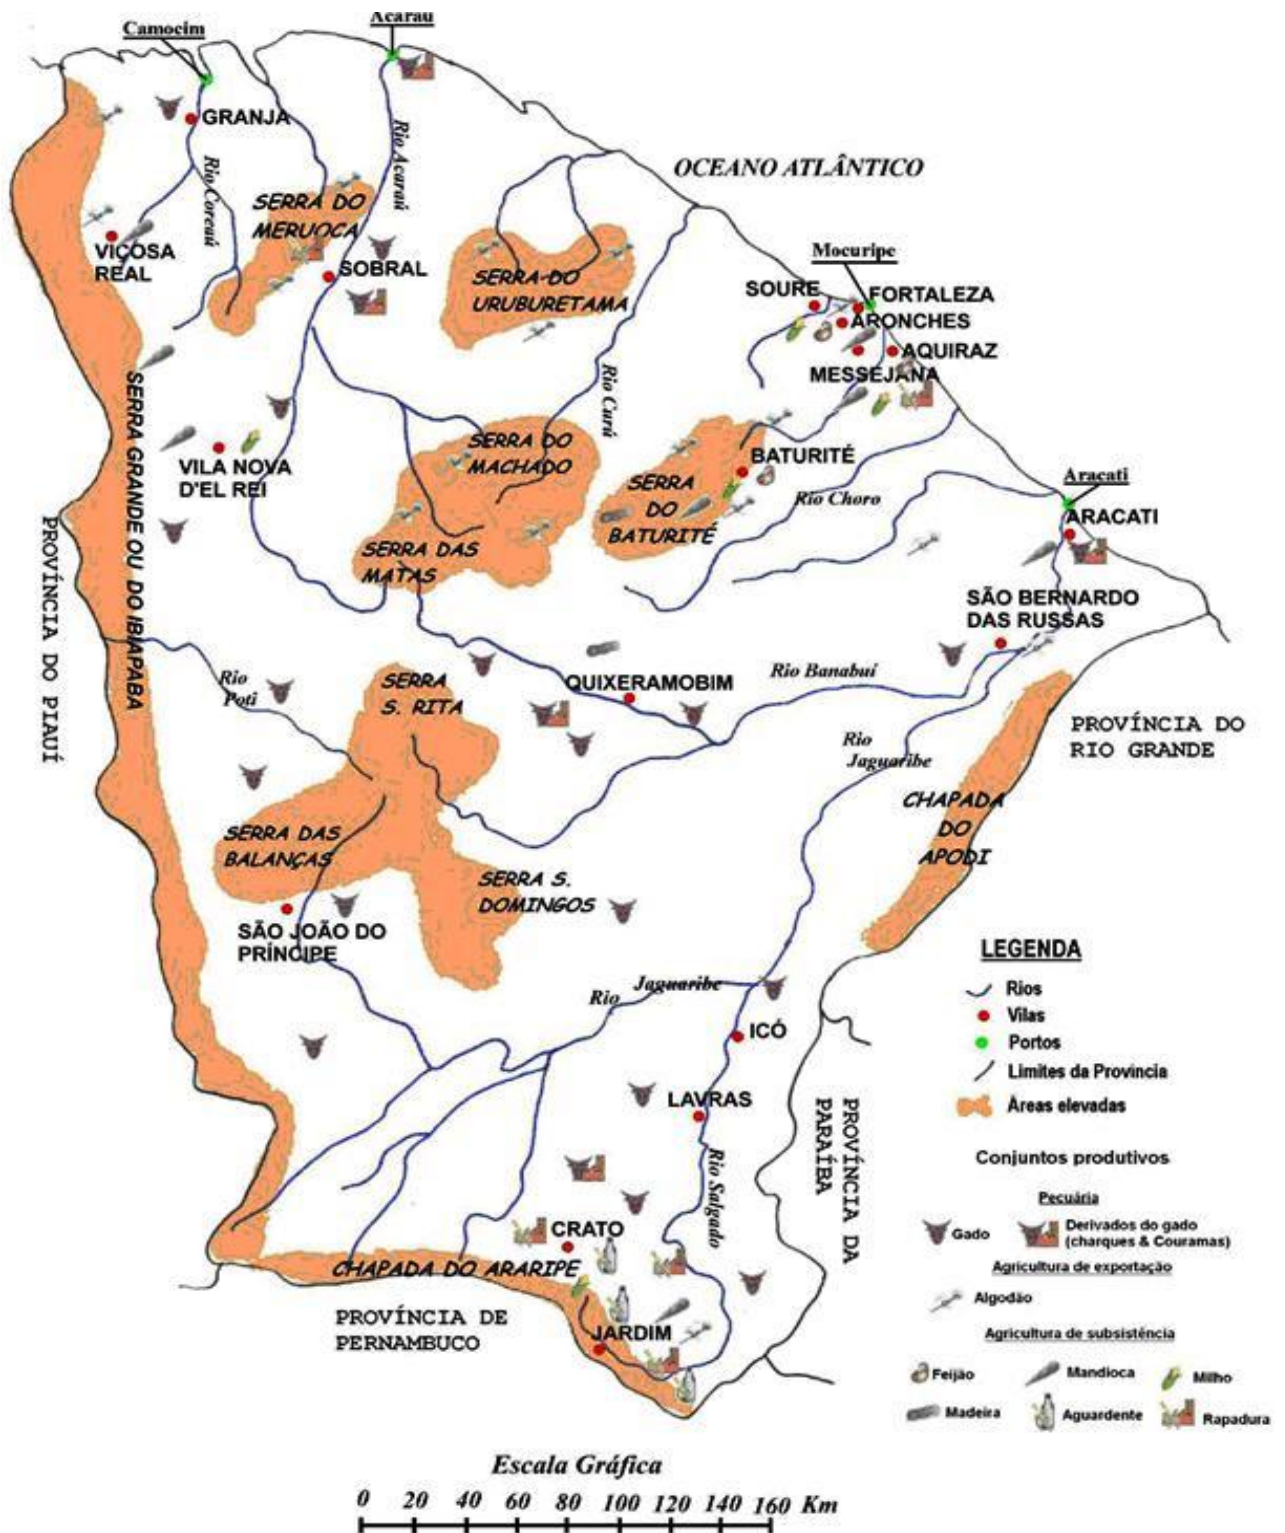 Acarau
Camocim
GRANJA
Rio Acaraú
Rio Coreaú
OCEANO ATLÂNTICO
SERRA DO
MERUOCA
VIÇOSA
REAL
SOBRAL
SERRA DO
URUBURETAMA
Mocuripe
SOURE
FORTALEZA
ARONCHES
AQUIRAZ
MESSEJANA
Rio Curú
SERRA GRANDE OU DO IBIAPABA
VILA NOVA
D'EL REI
SERRA DO
MACHADO
BATURITÉ
SERRA
DO
BATURITÉ
Rio Choro
Aracati
ARACATI
SERRA DAS
MATAS
PROVÍNCIA DO PIAUÍ
SÃO BERNARDO
DAS RUSSAS
Rio
Poti
SERRA
S. RITA
QUIXERAMOBIM
Rio Banabuí
PROVÍNCIA DO
RIO GRANDE
Rio
Jaguaribe
CHAPADA
DO
APODI
SERRA DAS
BALANÇAS
SERRA S.
DOMINGOS
SÃO JOÃO DO
PRÍNCIPE
Rio Jaguaribe
ICÓ
LAVRAS
Rio Salgado
PROVÍNCIA DA
PARAÍBA
CRATO
CHAPADA DO ARARIPE
PROVÍNCIA DE
PERNAMBUCO
JARDIM
LEGENDA
Rios
Vilas
Portos
Limites da Província
Áreas elevadas
Conjuntos produtivos
Pecuária
Gado
Derivados do gado
(charques & Couramas)
Agricultura de exportação
Algodão
Agricultura de subsistência
Feijão
Mandioca
Milho
Madeira
Aguardente
Rapadura
Escala Gráfica
0 20 40 60 80 100 120 140 160 Km